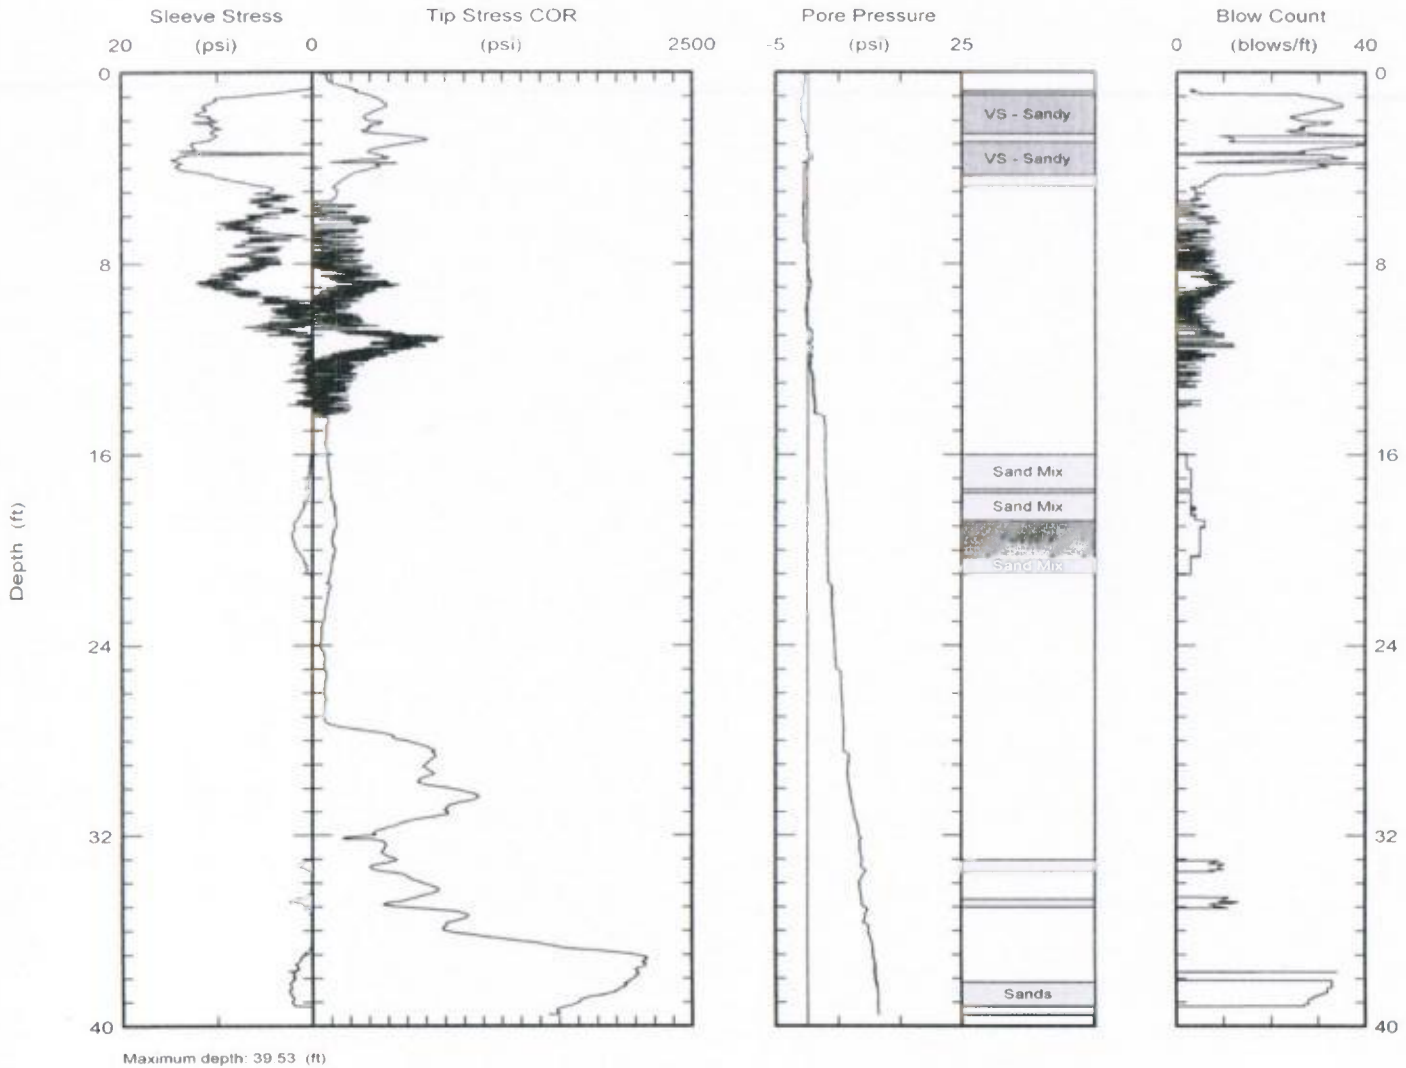 Sleeve Stress Tip Stress COR Pore Pressure Blow Count
20 (psi) 0 (psi) 2500 -5 (psi) 25 0 (blows/ft) 40
0 0
VS - Sandy
VS - Sandy
8 8
16 16
Sand Mix
Sand Mix
Sand Mix
Depth (ft)
24 24
32 32
Sands
40 40
Maximum depth: 39.53 (ft)